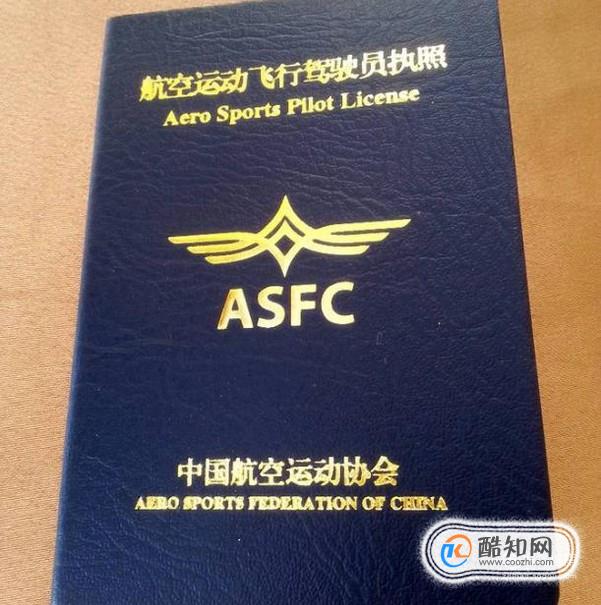 航空运动飞行驾驶员执照
Aero Sports Pilot License
ASFC
中国航空运动协会
AERO SPORTS FEDERATION OF CHINA
酷知网
www.coozhi.com